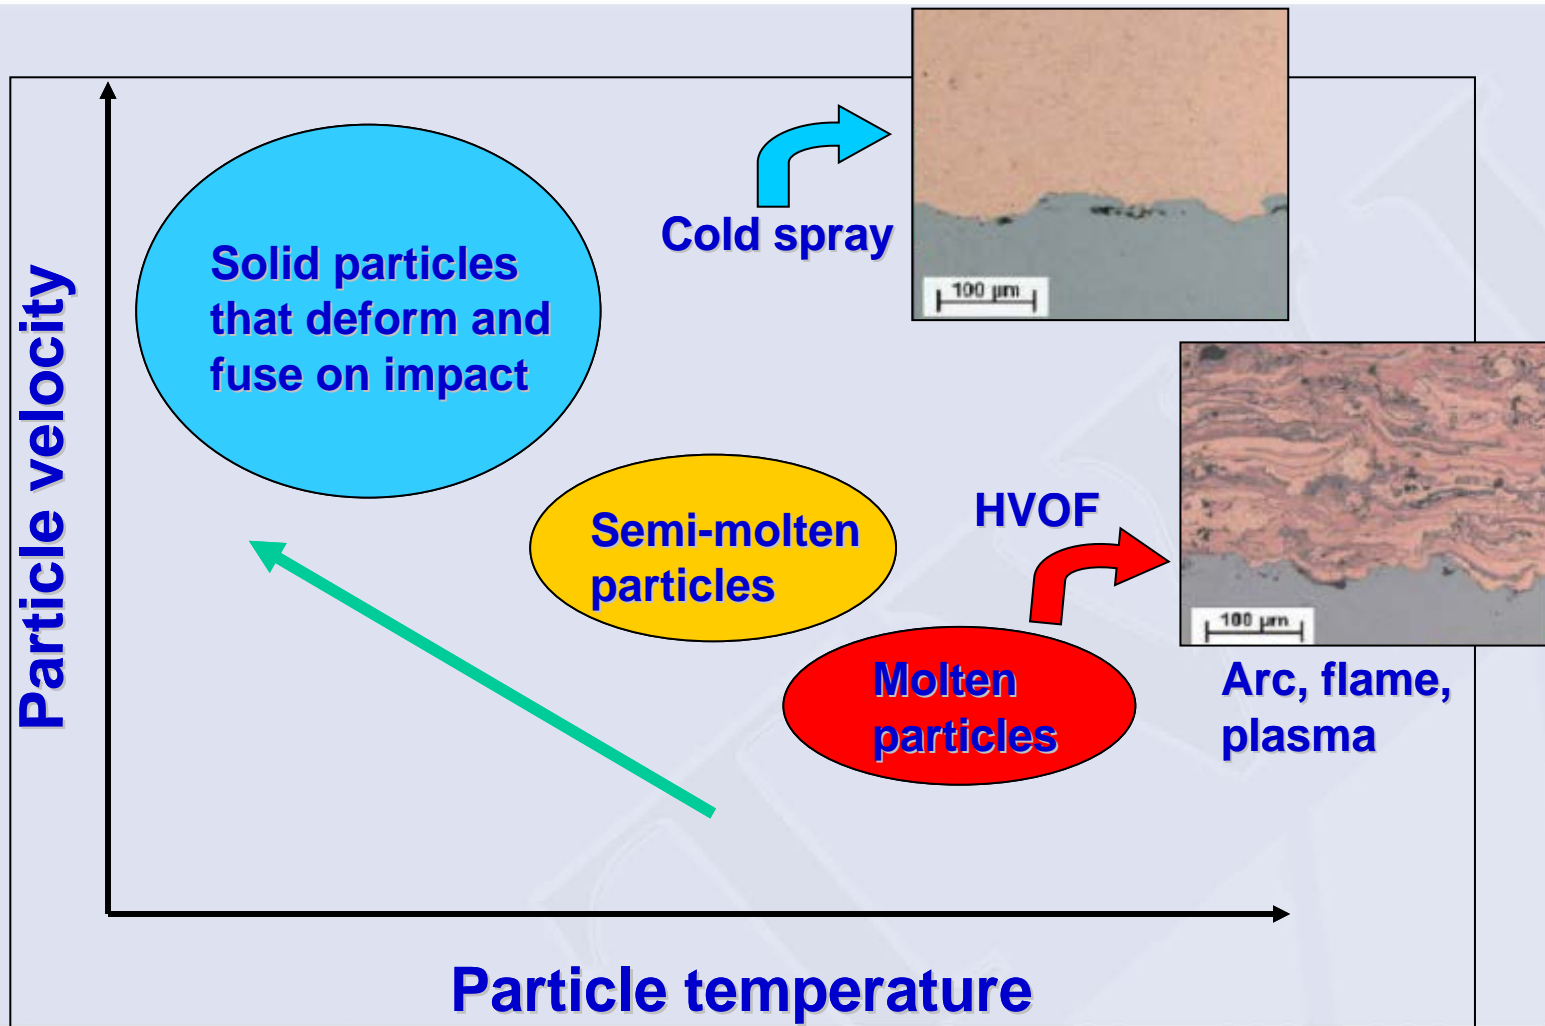 Cold spray
100 µm
Solid particles
that deform and
fuse on impact
Particle velocity
Semi-molten
particles
HVOF
100 µm
Molten
particles
Arc, flame,
plasma
Particle temperature